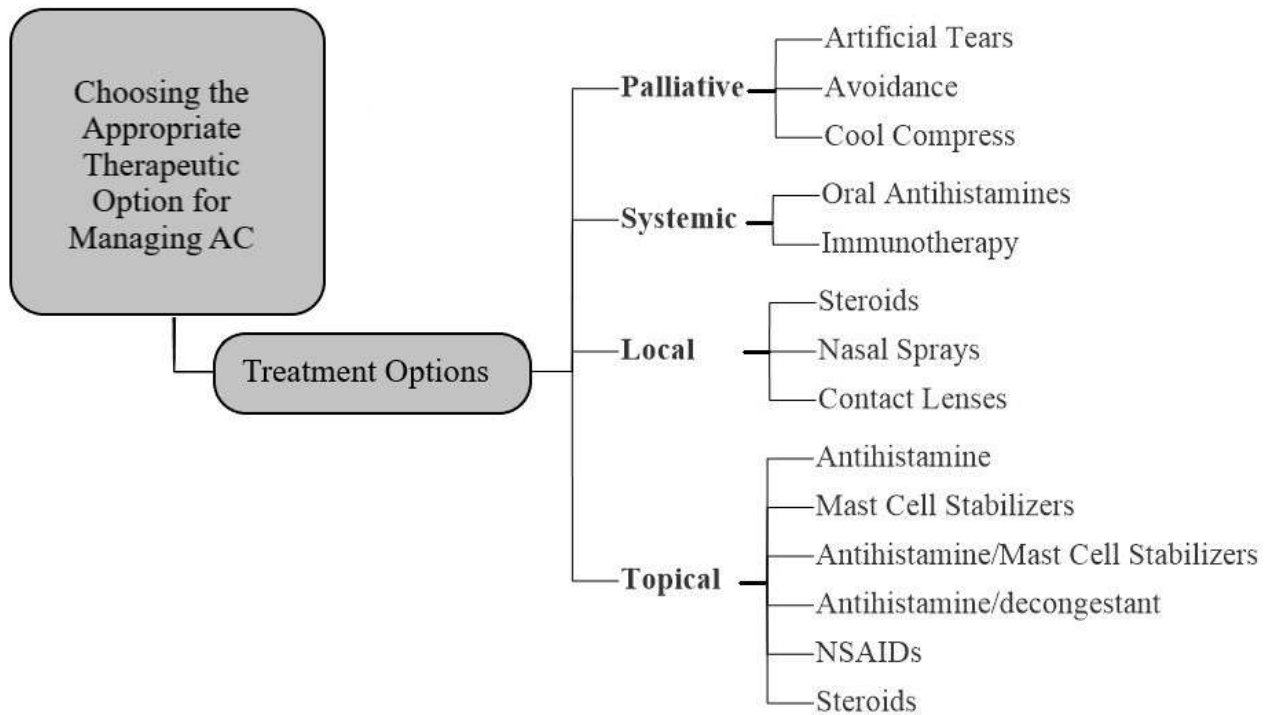 Choosing the
Appropriate
Therapeutic
Option for
Managing AC
Treatment Options
Palliative
Artificial Tears
Avoidance
Cool Compress
Systemic
Oral Antihistamines
Immunotherapy
Local
Steroids
Nasal Sprays
Contact Lenses
Topical
Antihistamine
Mast Cell Stabilizers
Antihistamine/Mast Cell Stabilizers
Antihistamine/decongestant
NSAIDs
Steroids